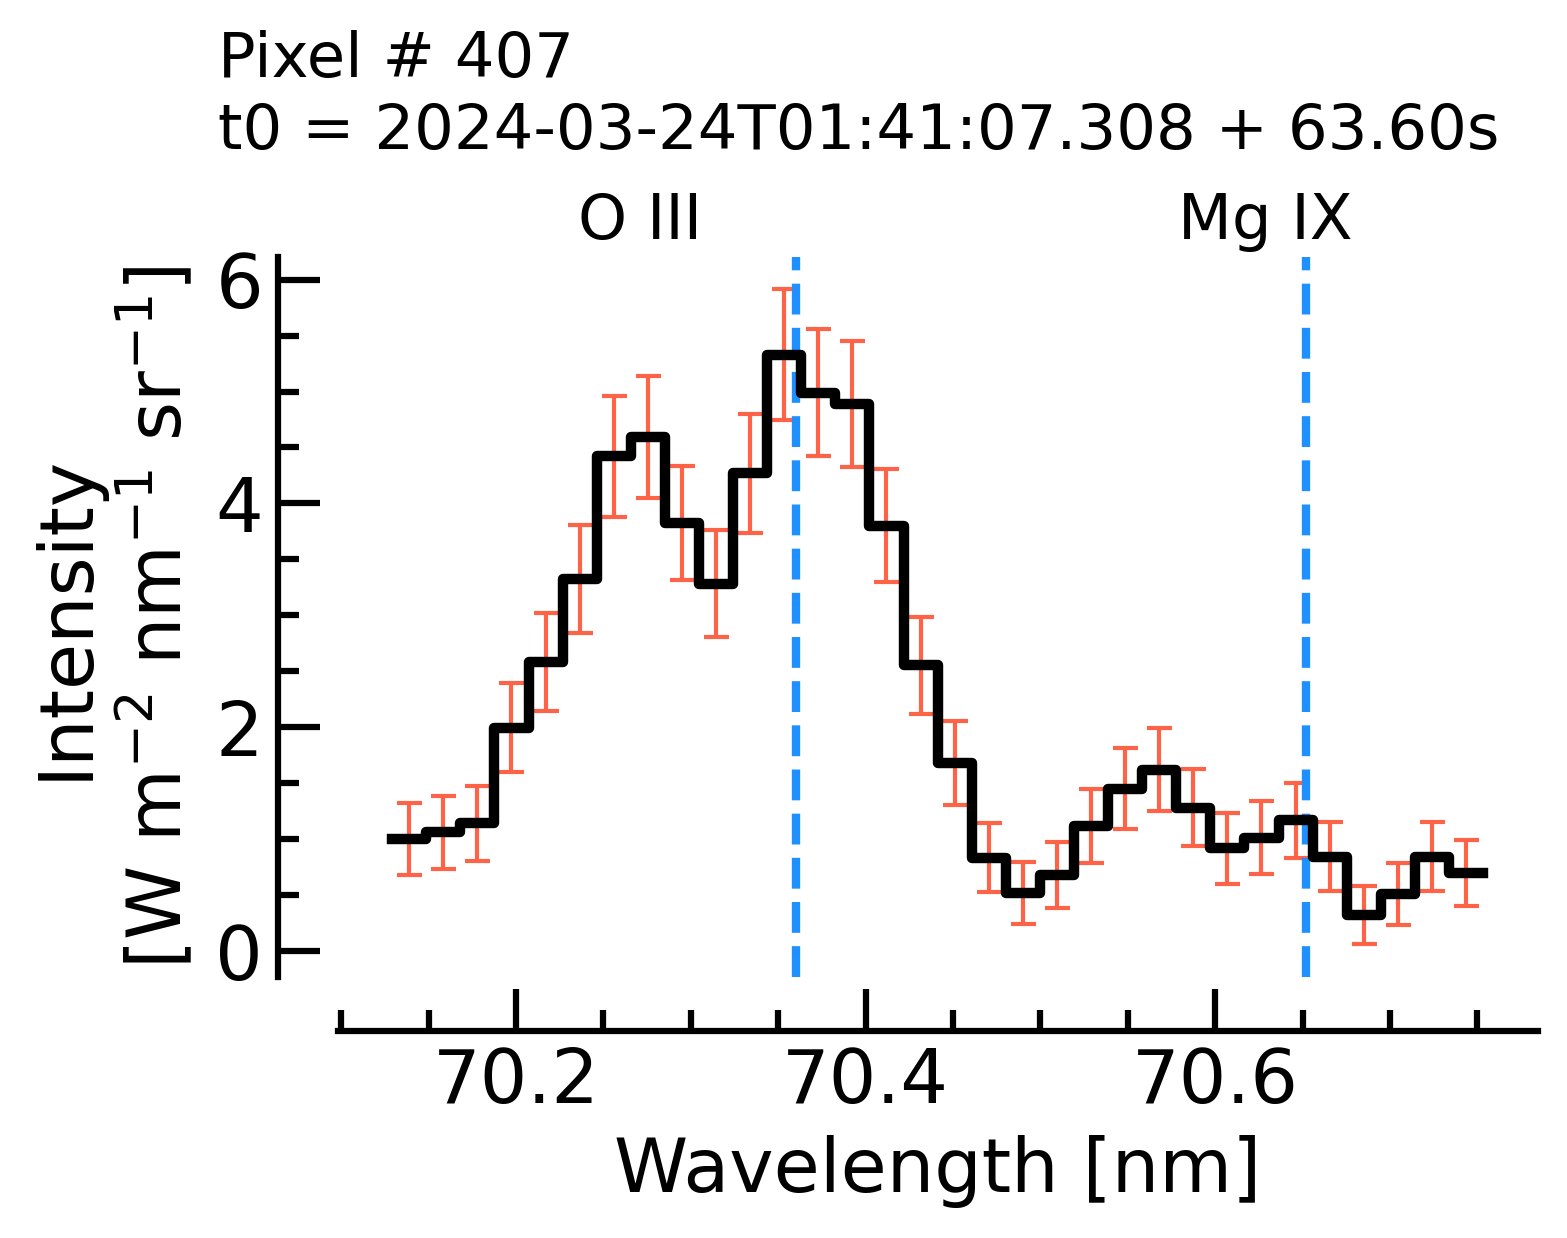 Pixel # 407
t0 = 2024-03-24T01:41:07.308 + 63.60s
O III
Mg IX
Intensity
[W m⁻² nm⁻¹ sr⁻¹]
6
4
2
0
70.2
70.4
70.6
Wavelength [nm]